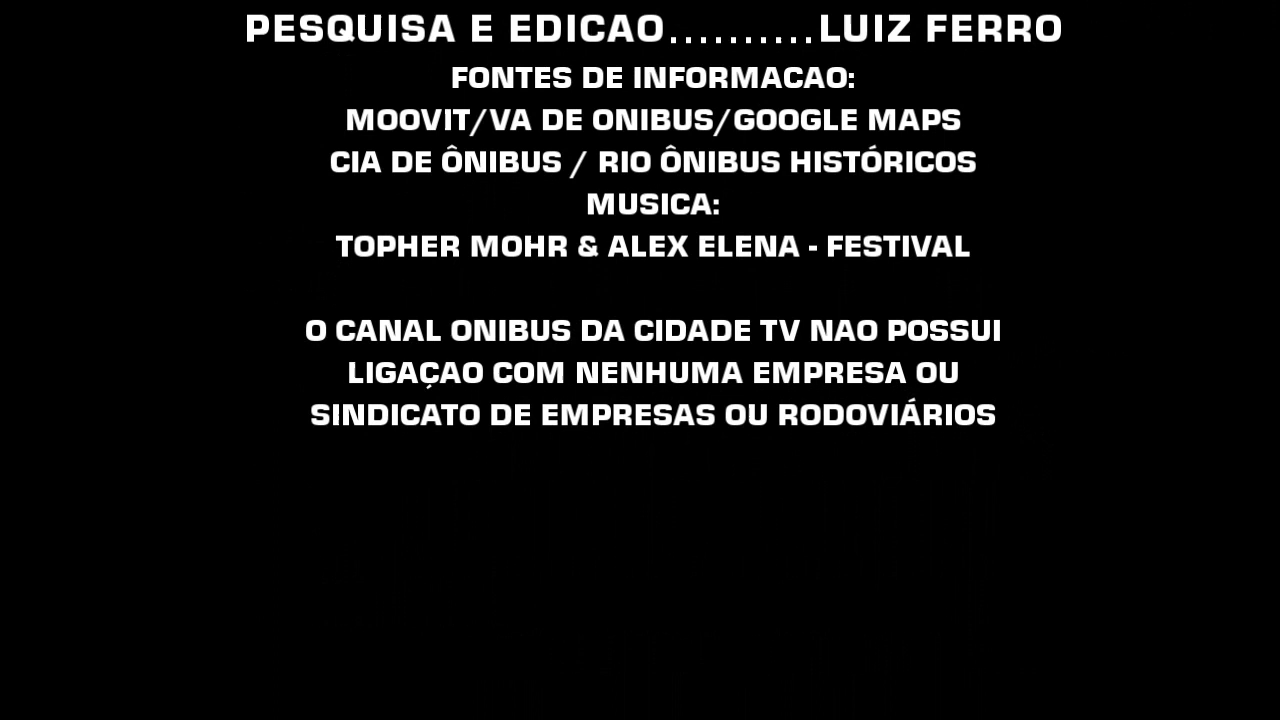 PESQUISA E EDICAO..........LUIZ FERRO
FONTES DE INFORMACAO:
MOOVIT/VA DE ONIBUS/GOOGLE MAPS
CIA DE ÔNIBUS / RIO ÔNIBUS HISTÓRICOS
MUSICA:
TOPHER MOHR & ALEX ELENA - FESTIVAL
O CANAL ONIBUS DA CIDADE TV NAO POSSUI
LIGAÇAO COM NENHUMA EMPRESA OU
SINDICATO DE EMPRESAS OU RODOVIÁRIOS